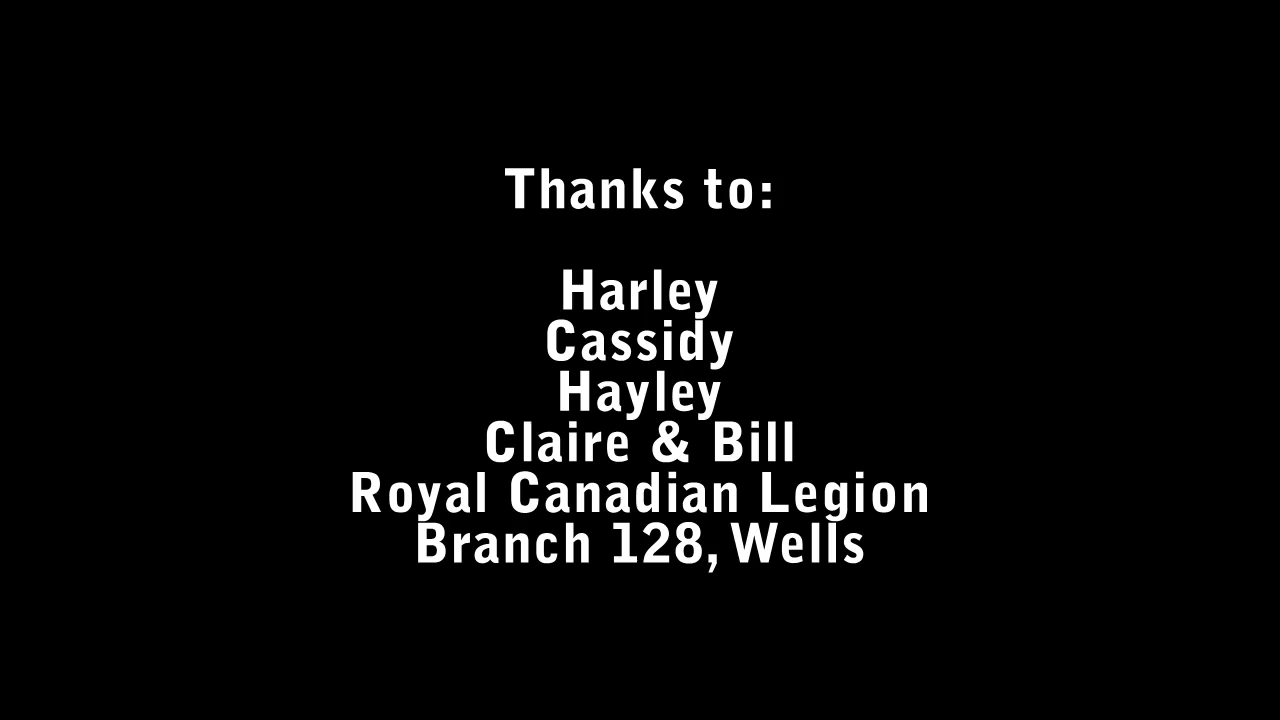 Thanks to:
Harley
Cassidy
Hayley
Claire & Bill
Royal Canadian Legion
Branch 128, Wells